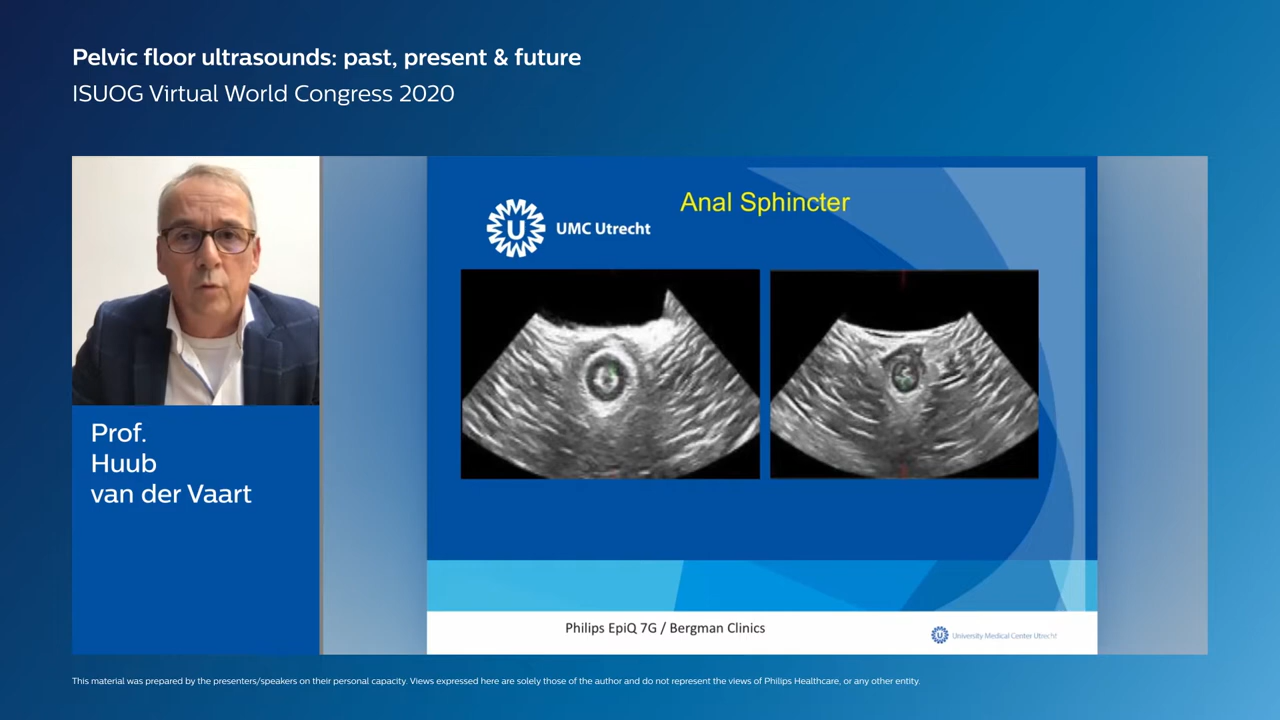 Pelvic floor ultrasounds: past, present & future
ISUOG Virtual World Congress 2020
Anal Sphincter
UMC Utrecht
Prof.
Huub
van der Vaart
Philips EpiQ 7G / Bergman Clinics
University Medical Center Utrecht
This material was prepared by the presenters/speakers on their personal capacity. Views expressed here are solely those of the author and do not represent the views of Philips Healthcare, or any other entity.